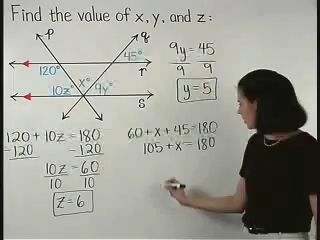 Find the value of x, y, and z:
p
q
45°
r
120°
x°
10z°
9y°
s
9y = 45
9 9
y = 5
120 + 10z = 180
-120 -120
10z = 60
10 10
z = 6
60 + x + 45 = 180
105 + x = 180